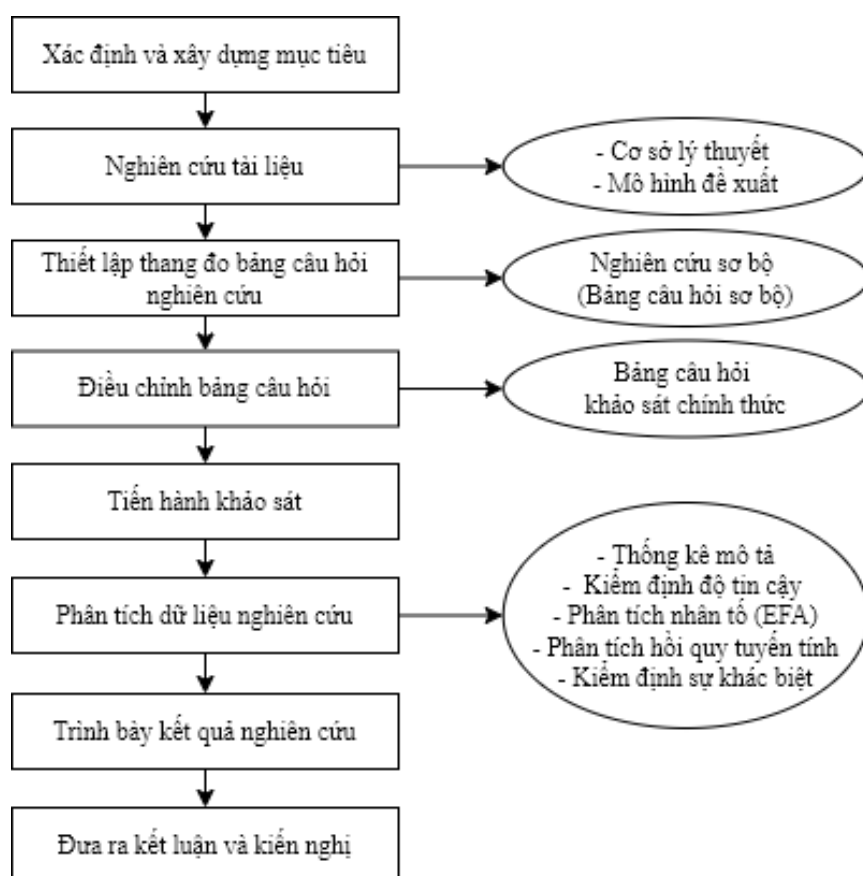 Xác định và xây dựng mục tiêu
Nghiên cứu tài liệu
- Cơ sở lý thuyết
- Mô hình đề xuất
Thiết lập thang đo bảng câu hỏi
nghiên cứu
Nghiên cứu sơ bộ
(Bảng câu hỏi sơ bộ)
Điều chỉnh bảng câu hỏi
Bảng câu hỏi
khảo sát chính thức
Tiến hành khảo sát
Phân tích dữ liệu nghiên cứu
- Thống kê mô tả
- Kiểm định độ tin cậy
- Phân tích nhân tố (EFA)
- Phân tích hồi quy tuyến tính
- Kiểm định sự khác biệt
Trình bày kết quả nghiên cứu
Đưa ra kết luận và kiến nghị